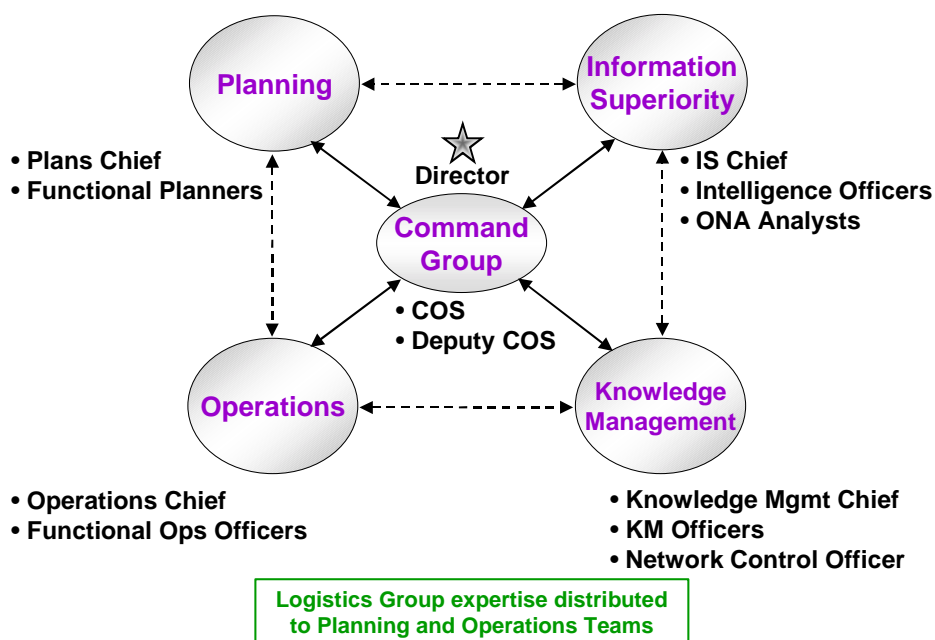 Planning
Information
Superiority
• Plans Chief
• Functional Planners
Director
• IS Chief
• Intelligence Officers
• ONA Analysts
Command
Group
• COS
• Deputy COS
Operations
Knowledge
Management
• Operations Chief
• Functional Ops Officers
• Knowledge Mgmt Chief
• KM Officers
• Network Control Officer
Logistics Group expertise distributed
to Planning and Operations Teams